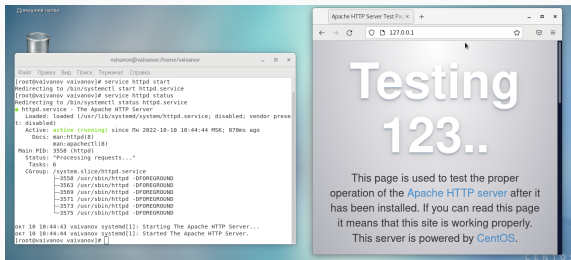 Домашняя папка
vaivanov@vaivanov:/home/vaivanov
Файл Правка Вид Поиск Терминал Справка
[root@vaivanov vaivanov]# service httpd start
Redirecting to /bin/systemctl start httpd.service
[root@vaivanov vaivanov]# service httpd status
Redirecting to /bin/systemctl status httpd.service
● httpd.service - The Apache HTTP Server
Loaded: loaded (/usr/lib/systemd/system/httpd.service; disabled; vendor prese
t: disabled)
Active: active (running) since Пн 2022-10-10 10:44:44 MSK; 870ms ago
Docs: man:httpd(8)
man:apachectl(8)
Main PID: 3558 (httpd)
Status: "Processing requests..."
Tasks: 6
CGroup: /system.slice/httpd.service
├─3558 /usr/sbin/httpd -DFOREGROUND
├─3563 /usr/sbin/httpd -DFOREGROUND
├─3569 /usr/sbin/httpd -DFOREGROUND
├─3571 /usr/sbin/httpd -DFOREGROUND
├─3573 /usr/sbin/httpd -DFOREGROUND
└─3575 /usr/sbin/httpd -DFOREGROUND
окт 10 10:44:43 vaivanov systemd[1]: Starting The Apache HTTP Server...
окт 10 10:44:44 vaivanov systemd[1]: Started The Apache HTTP Server.
[root@vaivanov vaivanov]#
Apache HTTP Server Test Pag
127.0.0.1
Testing
123..
This page is used to test the proper
operation of the Apache HTTP server after it
has been installed. If you can read this page
it means that this site is working properly.
This server is powered by CentOS.
CENTO